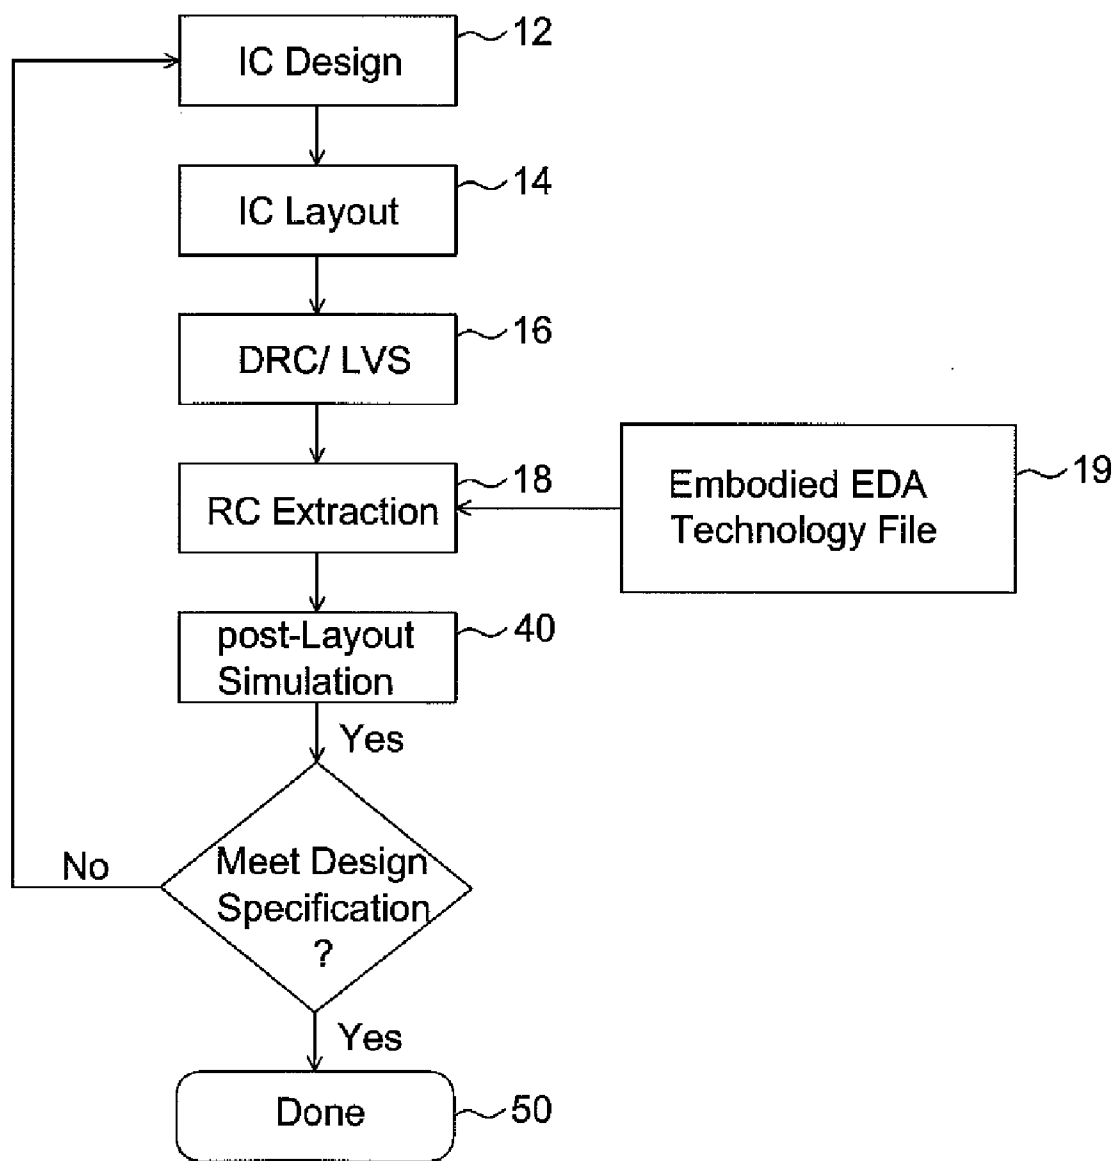 12
IC Design
14
IC Layout
16
DRC/ LVS
18
RC Extraction
19
Embodied EDA
Technology File
40
post-Layout
Simulation
Yes
No
Meet Design
Specification
?
Yes
Done
50